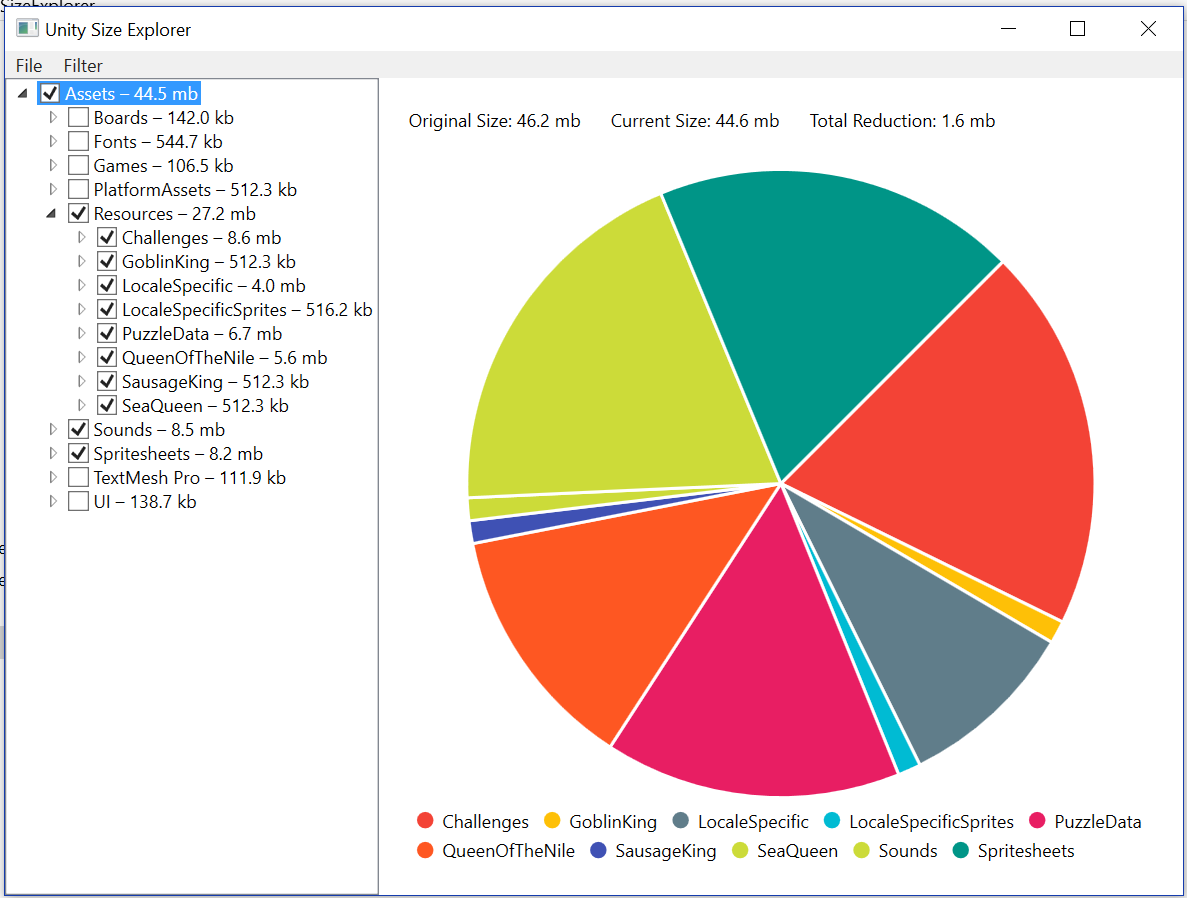 SizeExplorer
Unity Size Explorer
File Filter
Assets – 44.5 mb
Boards – 142.0 kb
Fonts – 544.7 kb
Games – 106.5 kb
PlatformAssets – 512.3 kb
Resources – 27.2 mb
Challenges – 8.6 mb
GoblinKing – 512.3 kb
LocaleSpecific – 4.0 mb
LocaleSpecificSprites – 516.2 kb
PuzzleData – 6.7 mb
QueenOfTheNile – 5.6 mb
SausageKing – 512.3 kb
SeaQueen – 512.3 kb
Sounds – 8.5 mb
Spritesheets – 8.2 mb
TextMesh Pro – 111.9 kb
UI – 138.7 kb
Original Size: 46.2 mb Current Size: 44.6 mb Total Reduction: 1.6 mb
Challenges GoblinKing LocaleSpecific LocaleSpecificSprites PuzzleData
QueenOfTheNile SausageKing SeaQueen Sounds Spritesheets